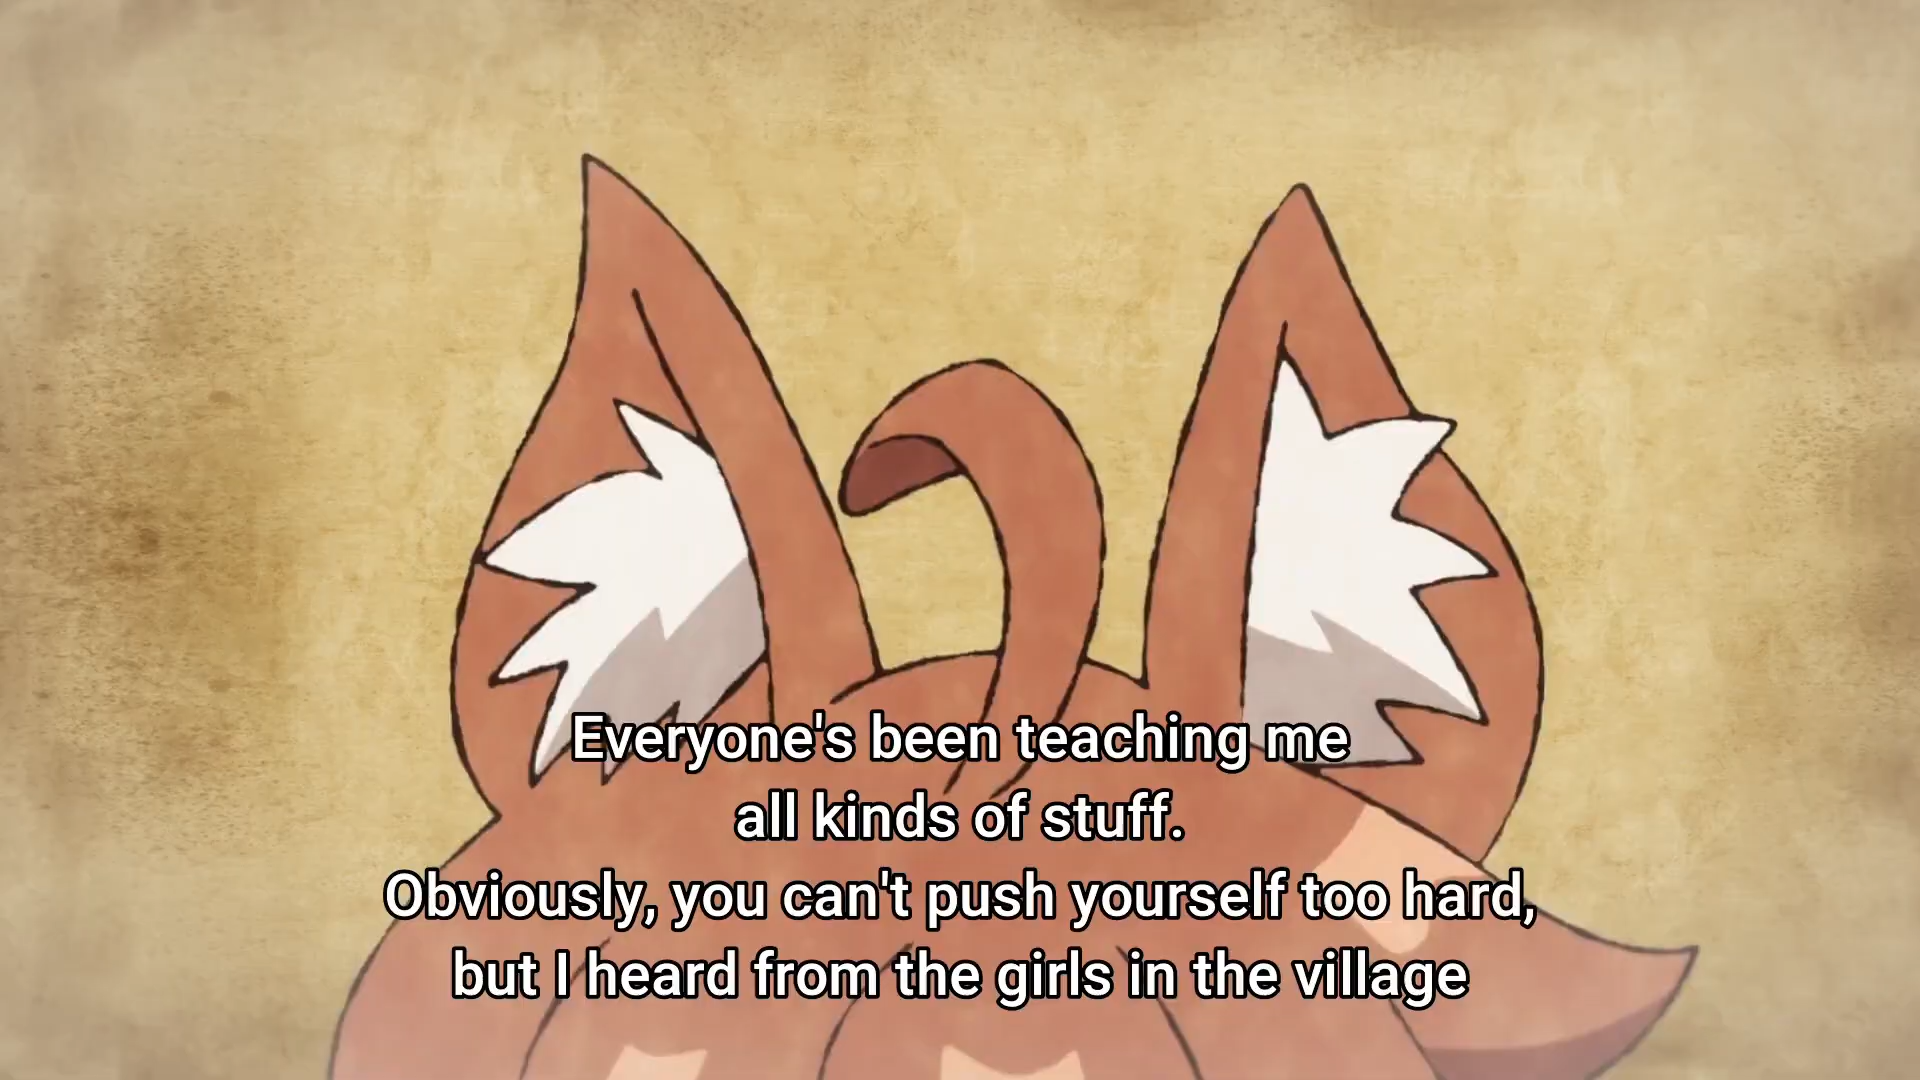 Everyone's been teaching me
all kinds of stuff.
Obviously, you can't push yourself too hard,
but I heard from the girls in the village